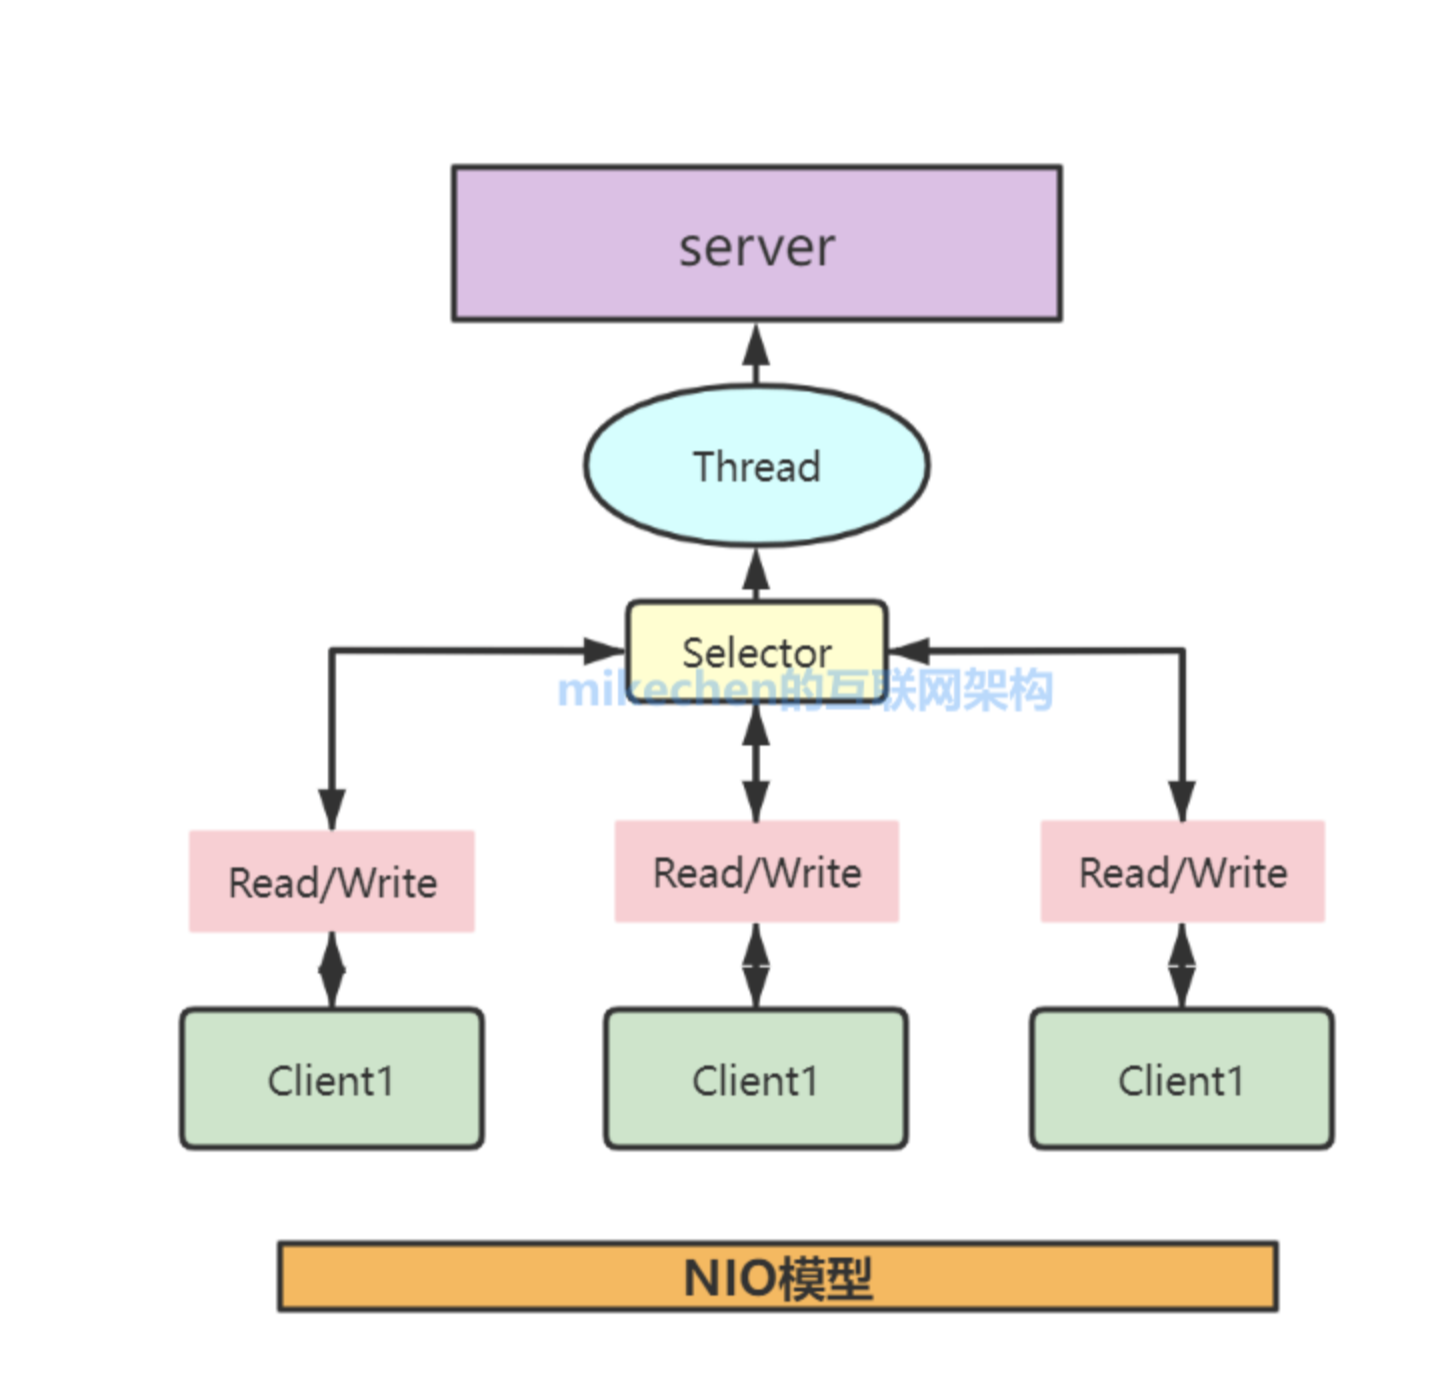 server
Thread
Selector
mikechen的互联网架构
Read/Write
Read/Write
Read/Write
Client1
Client1
Client1
NIO模型